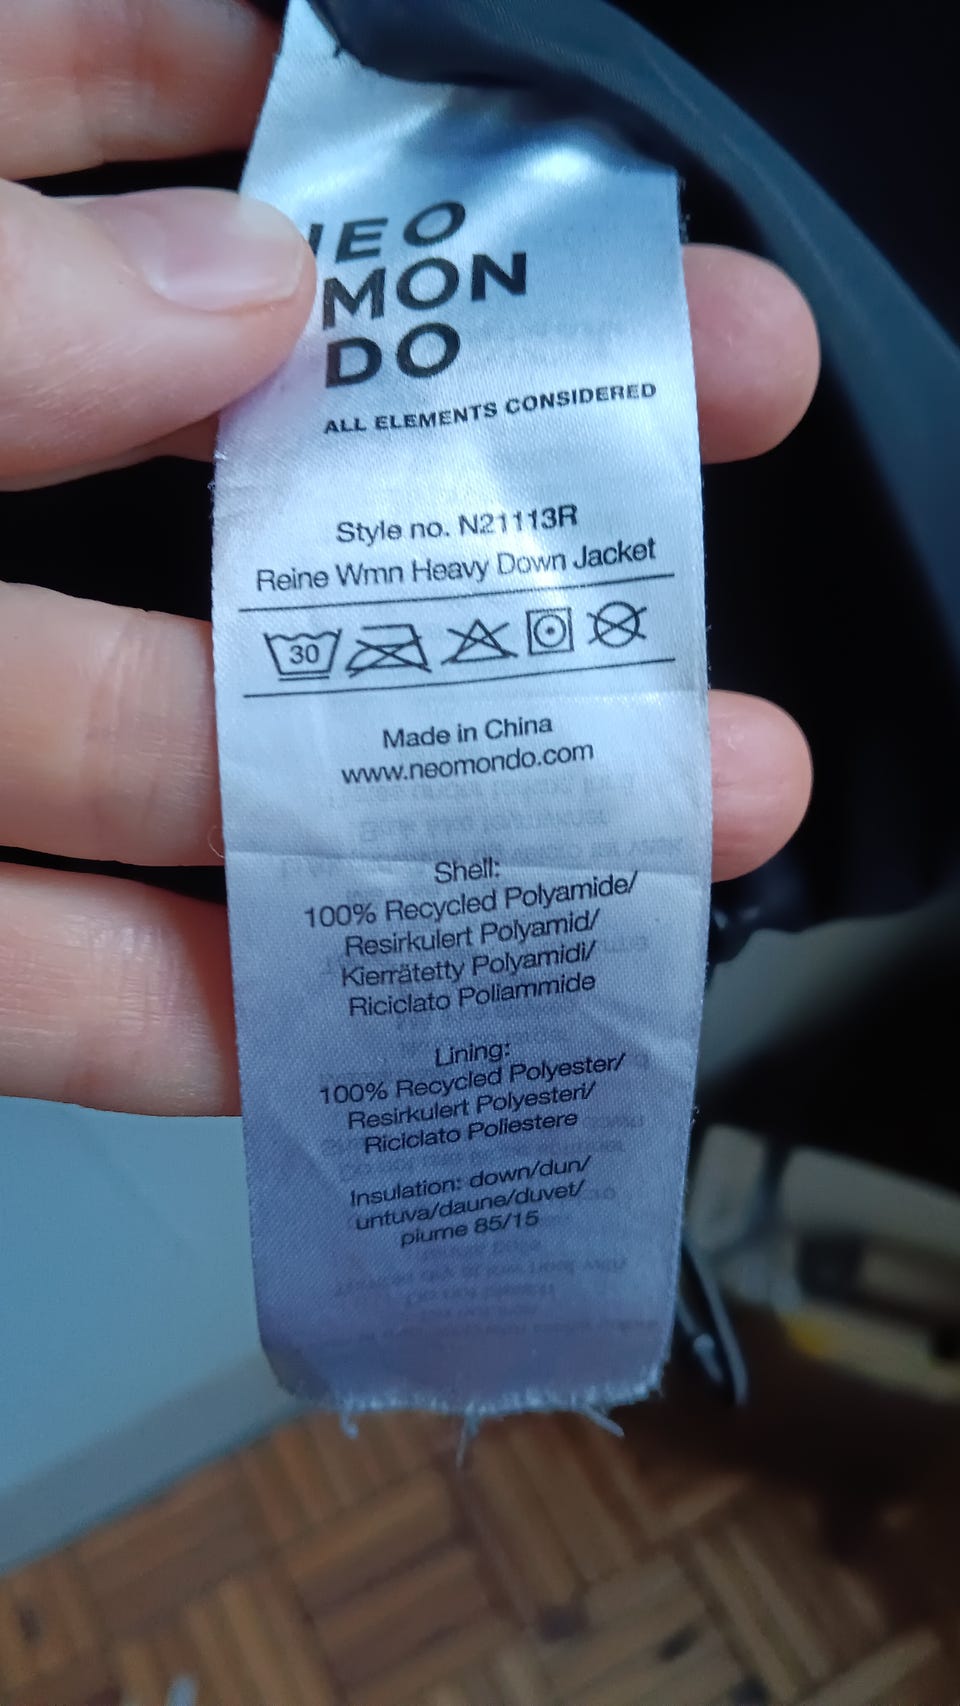 EO
MON
DO
ALL ELEMENTS CONSIDERED
Style no. N21113R
Reine Wmn Heavy Down Jacket
30
Made in China
www.neomondo.com
Shell:
100% Recycled Polyamide/
Resirkulert Polyamid/
Kierrätetty Polyamidi/
Riciclato Poliammide
Lining:
100% Recycled Polyester/
Resirkulert Polyesteri/
Riciclato Poliestere
Insulation: down/dun/
untuva/daune/duvet/
piume 85/15